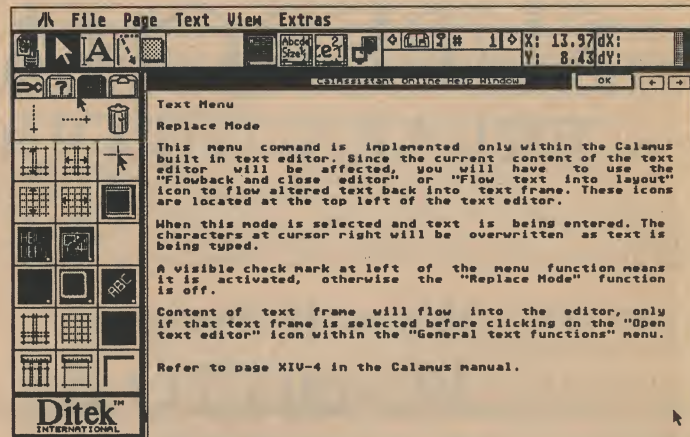 File Page Text View Extras
A
Abcd
Size½
# 1
X: 13.97 dX:
Y: 8.43 dY:
?
CalAssistant Online Help Window
OK
Text Menu
Replace Mode
This menu command is implemented only within the Calamus
built in text editor. Since the current content of the text
editor will be affected, you will have to use the
"Flowback and close editor" or "Flow text into layout"
icon to flow altered text back into text frame. These icons
are located at the top left of the text editor.
When this mode is selected and text is being entered. The
characters at cursor right will be overwritten as text is
being typed.
A visible check mark at left of the menu function means
it is activated, otherwise the "Replace Mode" function
is off.
Content of text frame will flow into the editor, only
if that text frame is selected before clicking on the "Open
text editor" icon within the "General text functions" menu.
Refer to page XIV-4 in the Calamus manual.
ABC
Ditek™
INTERNATIONAL